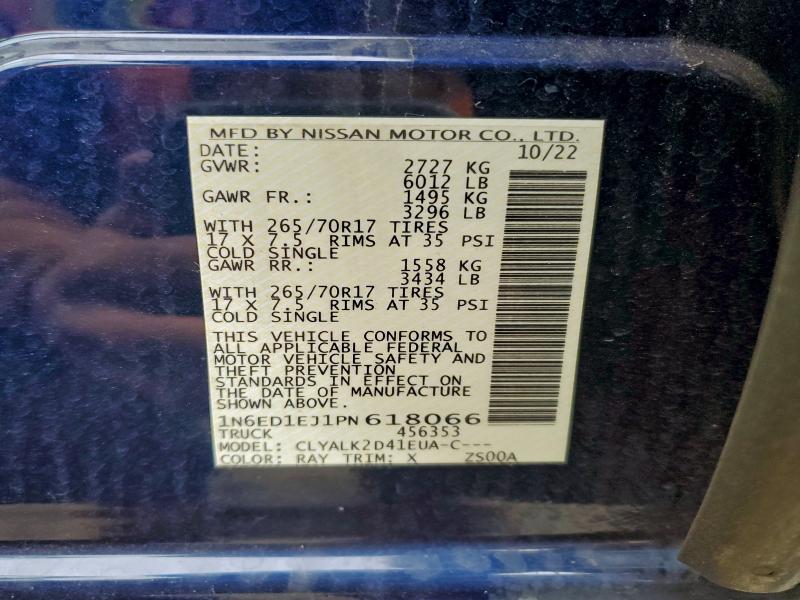 MFD BY NISSAN MOTOR CO., LTD.
DATE: 10/22
GVWR: 2727 KG
6012 LB
GAWR FR.: 1495 KG
3296 LB
WITH 265/70R17 TIRES
17 X 7.5 RIMS AT 35 PSI
COLD SINGLE
GAWR RR.: 1558 KG
3434 LB
WITH 265/70R17 TIRES
17 X 7.5 RIMS AT 35 PSI
COLD SINGLE
THIS VEHICLE CONFORMS TO
ALL APPLICABLE FEDERAL
MOTOR VEHICLE SAFETY AND
THEFT PREVENTION
STANDARDS IN EFFECT ON
THE DATE OF MANUFACTURE
SHOWN ABOVE.
1N6ED1EJ1PN618066
TRUCK 456353
MODEL: CLYALK2D41EUA-C---
COLOR: RAY TRIM: X ZS00A